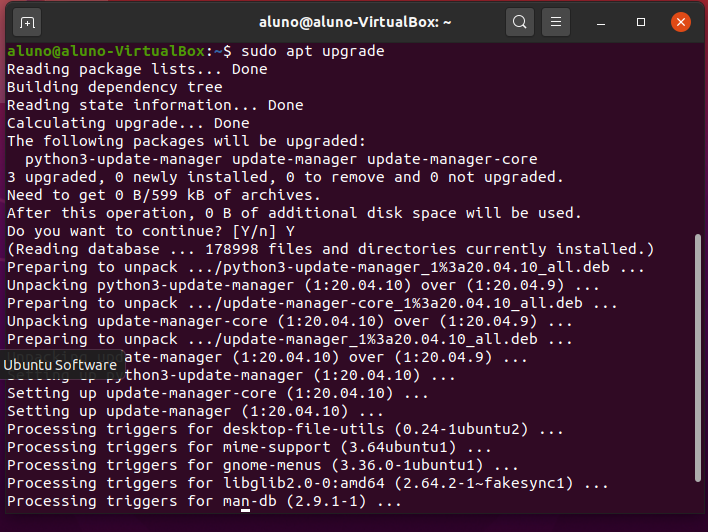 aluno@aluno-VirtualBox: ~
aluno@aluno-VirtualBox:~$ sudo apt upgrade
Reading package lists... Done
Building dependency tree
Reading state information... Done
Calculating upgrade... Done
The following packages will be upgraded:
  python3-update-manager update-manager update-manager-core
3 upgraded, 0 newly installed, 0 to remove and 0 not upgraded.
Need to get 0 B/599 kB of archives.
After this operation, 0 B of additional disk space will be used.
Do you want to continue? [Y/n] Y
(Reading database ... 178998 files and directories currently installed.)
Preparing to unpack .../python3-update-manager_1%3a20.04.10_all.deb ...
Unpacking python3-update-manager (1:20.04.10) over (1:20.04.9) ...
Preparing to unpack .../update-manager-core_1%3a20.04.10_all.deb ...
Unpacking update-manager-core (1:20.04.10) over (1:20.04.9) ...
Preparing to unpack .../update-manager_1%3a20.04.10_all.deb ...
Unpacking update-manager (1:20.04.10) over (1:20.04.9) ...
Ubuntu Software
Setting up python3-update-manager (1:20.04.10) ...
Setting up update-manager-core (1:20.04.10) ...
Setting up update-manager (1:20.04.10) ...
Processing triggers for desktop-file-utils (0.24-1ubuntu2) ...
Processing triggers for mime-support (3.64ubuntu1) ...
Processing triggers for gnome-menus (3.36.0-1ubuntu1) ...
Processing triggers for libglib2.0-0:amd64 (2.64.2-1~fakesync1) ...
Processing triggers for man-db (2.9.1-1) ...